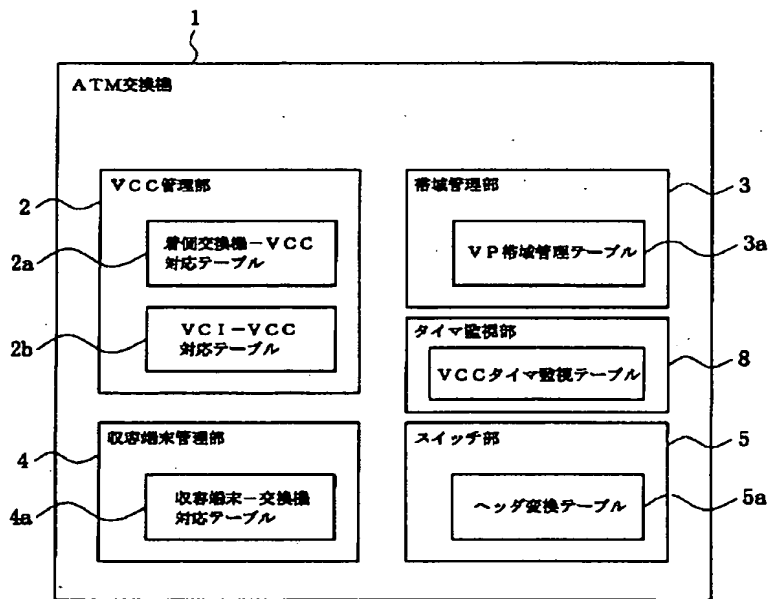 1
ATM交換機
VCC管理部
2
着側交換機-VCC
対応テーブル
2a
VCI-VCC
対応テーブル
2b
帯域管理部
3
VP帯域管理テーブル
3a
タイマ監視部
VCCタイマ監視テーブル
8
収容端末管理部
4
収容端末-交換機
対応テーブル
4a
スイッチ部
5
ヘッダ変換テーブル
5a